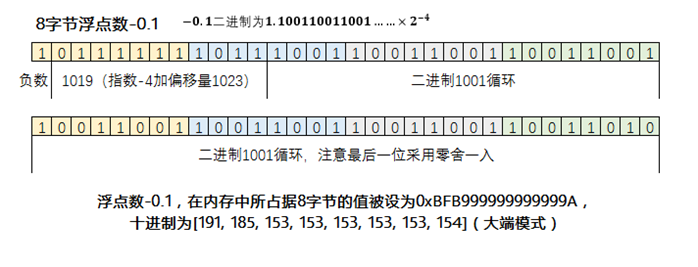 8字节浮点数-0.1 −0.1二进制为1.100110011001……× 2⁻⁴
1 0 1 1 1 1 1 1 1 0 1 1 1 0 0 1 1 0 0 1 1 0 0 1 1 0 0 1 1 0 0 1
负数 1019（指数-4加偏移量1023） 二进制1001循环
1 0 0 1 1 0 0 1 1 0 0 1 1 0 0 1 1 0 0 1 1 0 0 1 1 0 0 1 1 0 1 0
二进制1001循环，注意最后一位采用零舍一入
浮点数-0.1，在内存中所占据8字节的值被设为0xBFB999999999999A，
十进制为[191, 185, 153, 153, 153, 153, 153, 154]（大端模式）